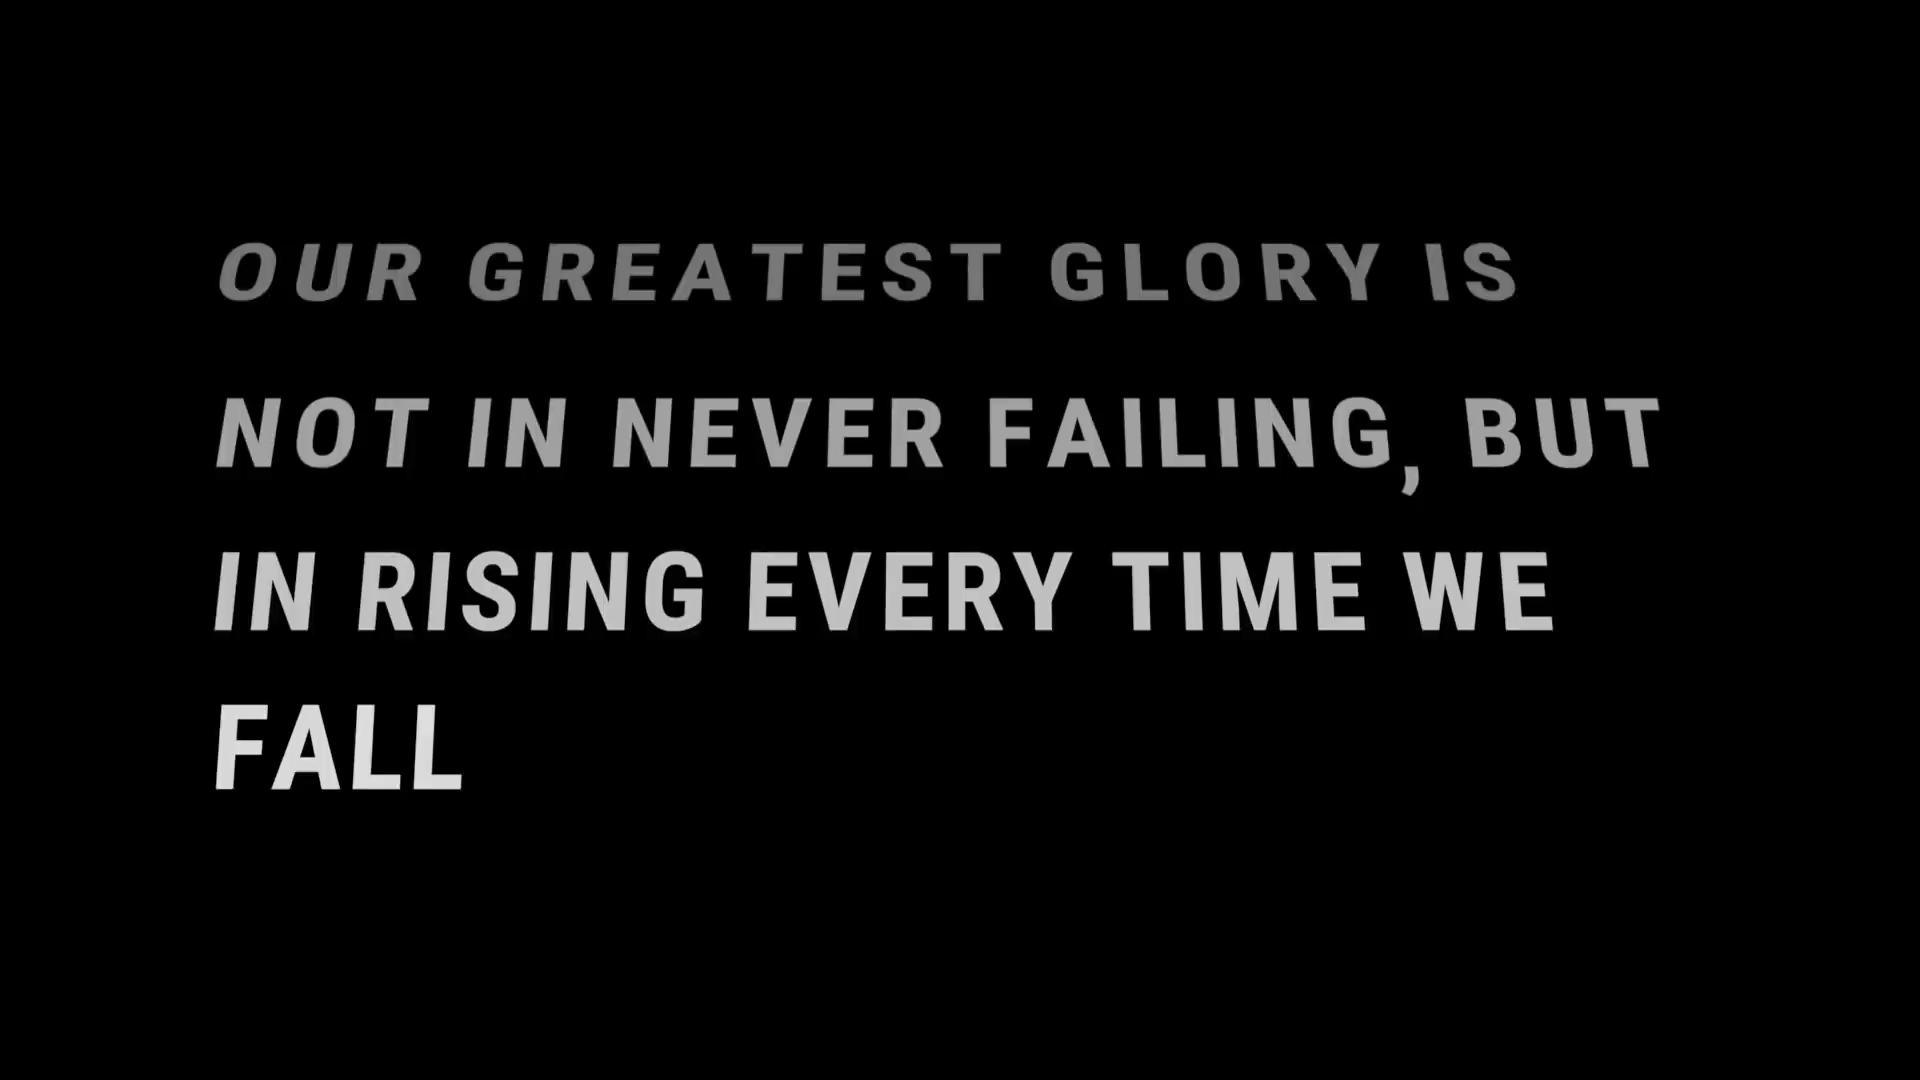 OUR GREATEST GLORY IS
NOT IN NEVER FAILING, BUT
IN RISING EVERY TIME WE
FALL